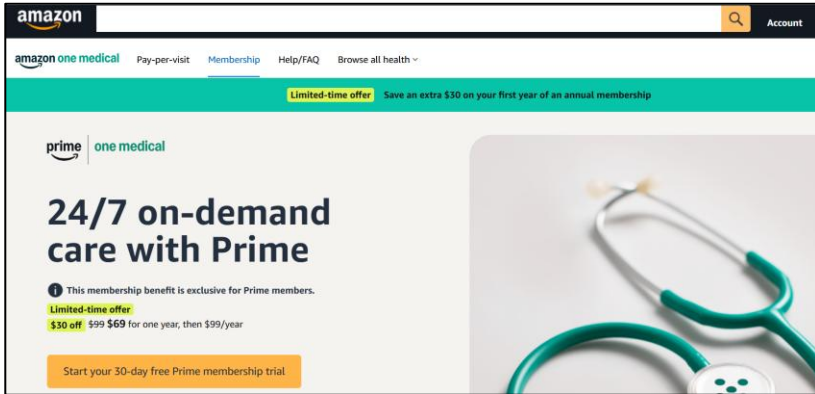 amazon
Account
amazon one medical Pay-per-visit Membership Help/FAQ Browse all health
Limited-time offer Save an extra $30 on your first year of an annual membership
prime one medical
24/7 on-demand
care with Prime
This membership benefit is exclusive for Prime members.
Limited-time offer
$30 off $99 $69 for one year, then $99/year
Start your 30-day free Prime membership trial